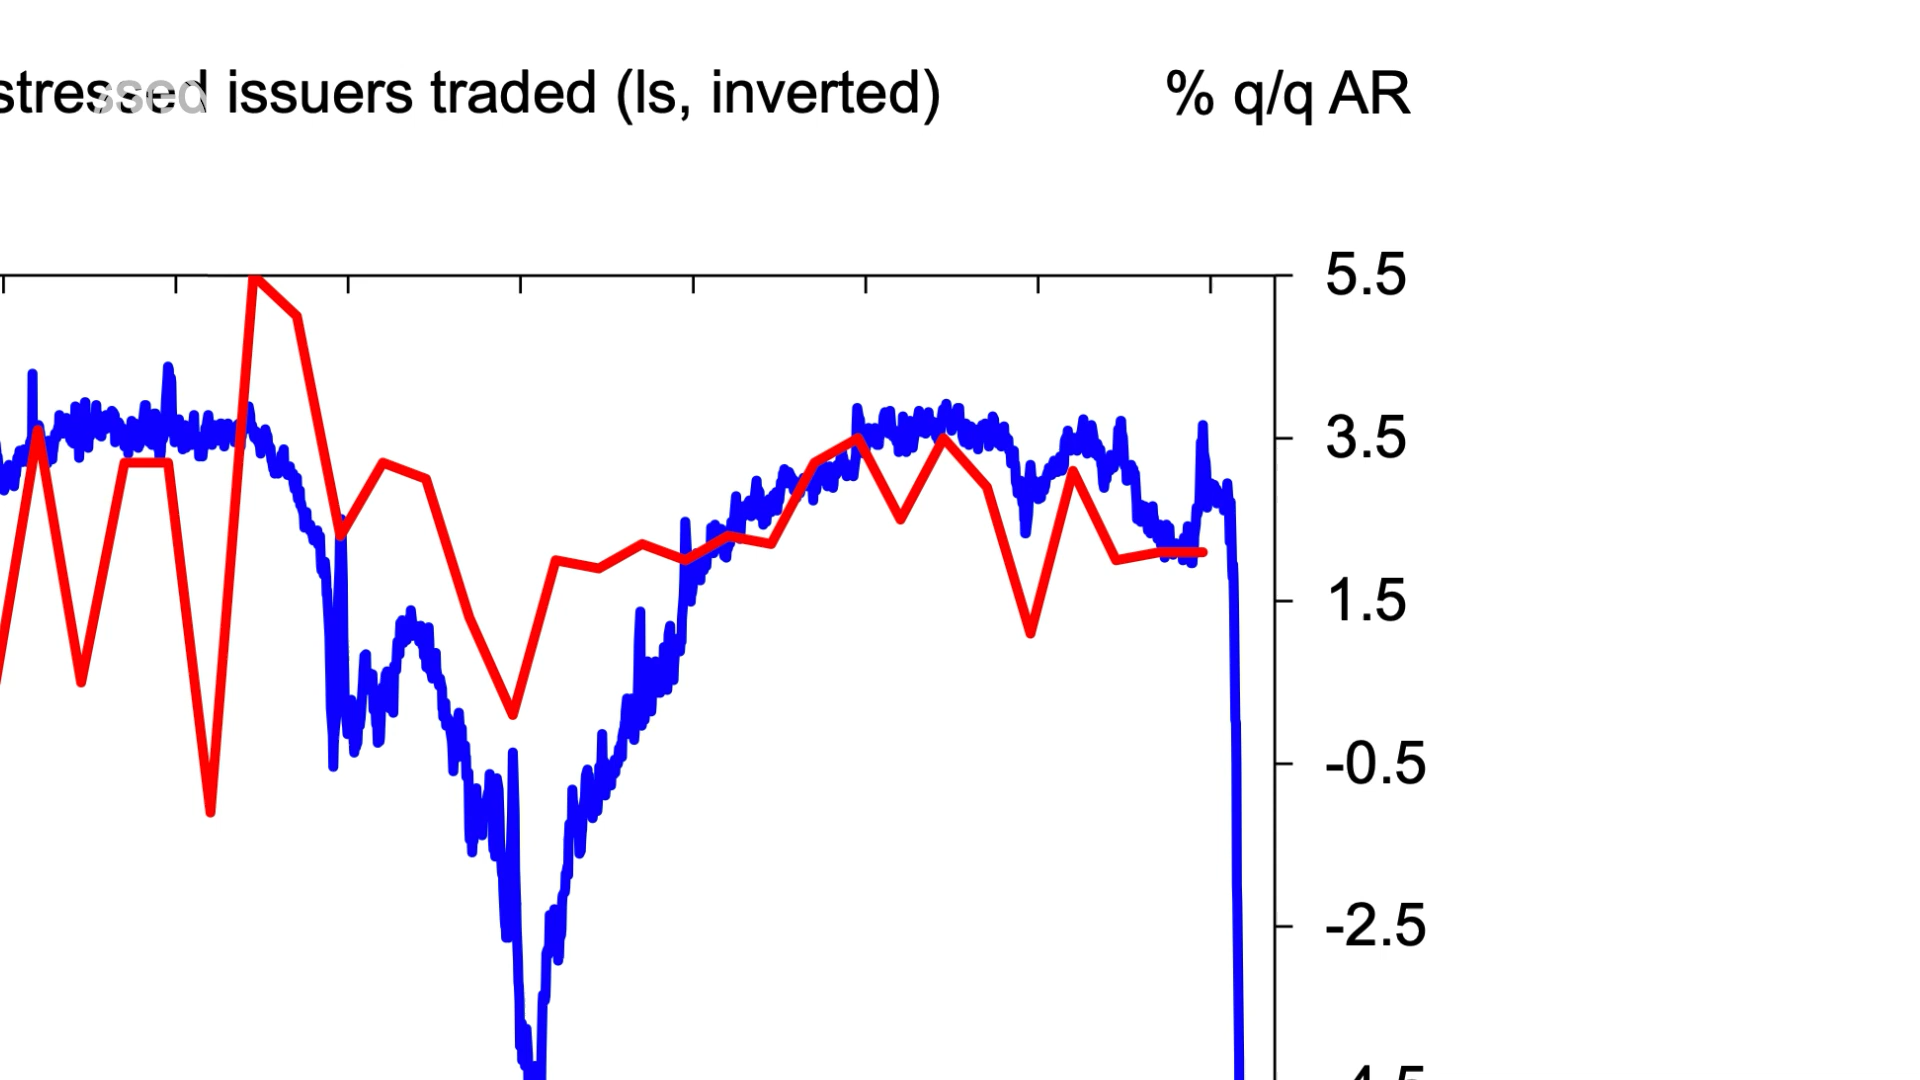 stressed issuers traded (ls, inverted)
% q/q AR
5.5
3.5
1.5
-0.5
-2.5